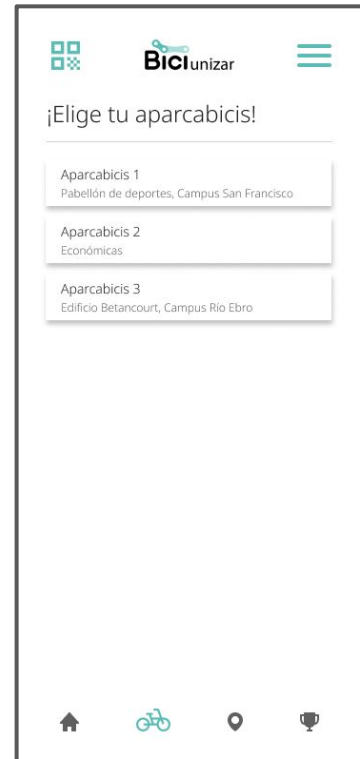 BICIunizar
¡Elige tu aparcabicis!
Aparcabicis 1
Pabellón de deportes, Campus San Francisco
Aparcabicis 2
Económicas
Aparcabicis 3
Edificio Betancourt, Campus Río Ebro